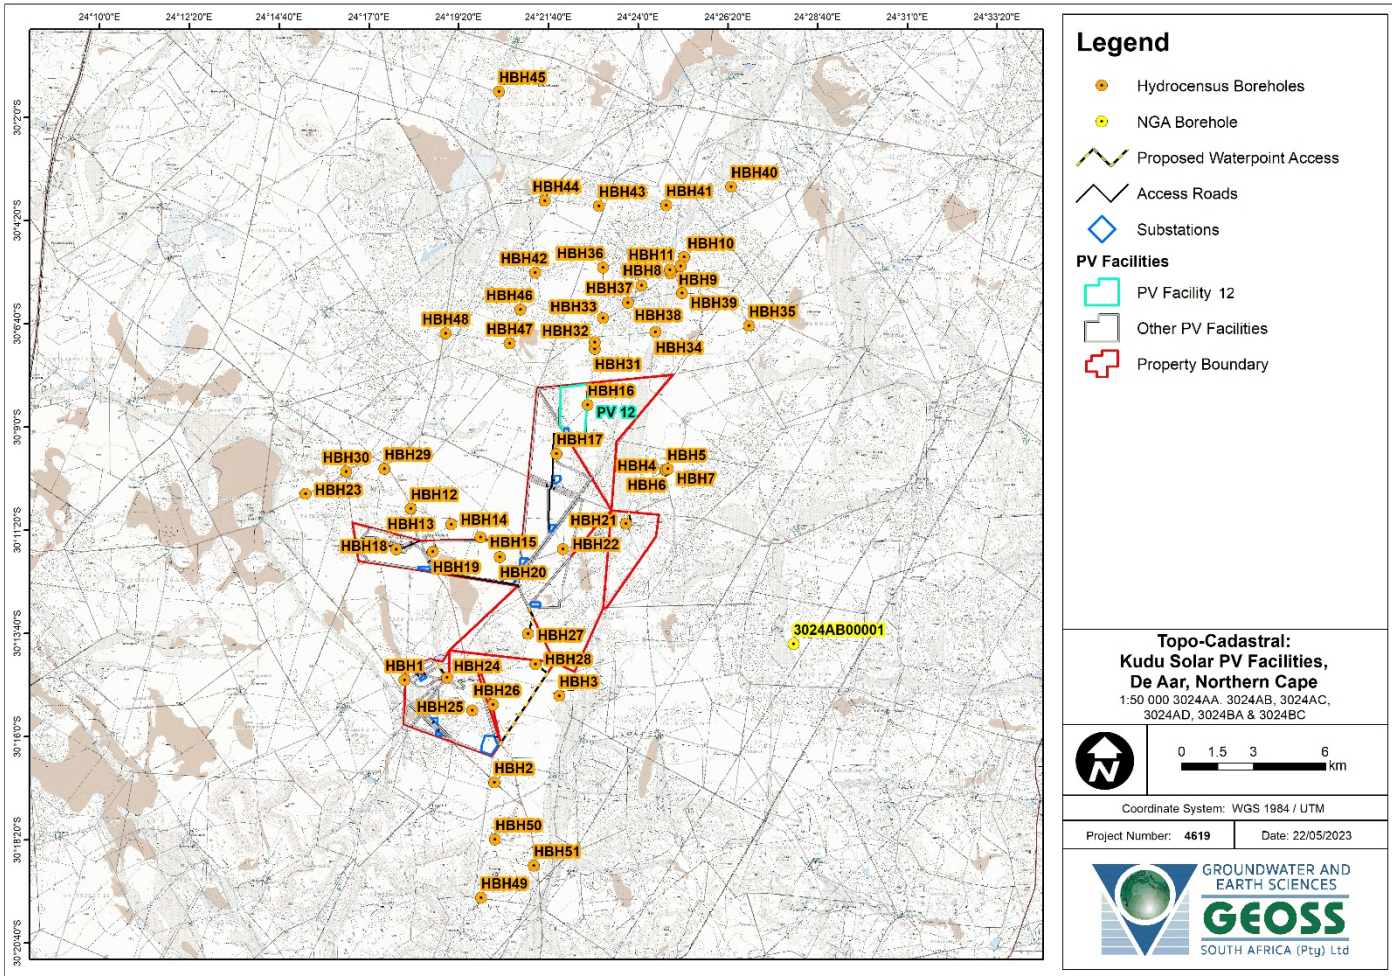 24°10'0"E
24°12'20"E
24°14'40"E
24°17'0"E
24°19'20"E
24°21'40"E
24°24'0"E
24°26'20"E
24°28'40"E
24°31'0"E
24°33'20"E
30°2'0"S
30°4'20"S
30°6'40"S
30°9'0"S
30°11'20"S
30°13'40"S
30°16'0"S
30°18'20"S
30°20'40"S
HBH45
HBH40
HBH44
HBH43
HBH41
HBH10
HBH36
HBH11
HBH42
HBH8
HBH9
HBH37
HBH46
HBH39
HBH33
HBH38
HBH35
HBH48
HBH47
HBH32
HBH34
HBH31
HBH16
PV 12
HBH17
HBH30
HBH29
HBH4
HBH5
HBH6
HBH7
HBH23
HBH12
HBH13
HBH14
HBH21
HBH18
HBH15
HBH22
HBH19
HBH20
3024AB00001
HBH27
HBH28
HBH1
HBH24
HBH3
HBH26
HBH25
HBH2
HBH50
HBH51
HBH49
Legend
Hydrocensus Boreholes
NGA Borehole
Proposed Waterpoint Access
Access Roads
Substations
PV Facilities
PV Facility 12
Other PV Facilities
Property Boundary
Topo-Cadastral:
Kudu Solar PV Facilities,
De Aar, Northern Cape
1:50 000 3024AA. 3024AB, 3024AC,
3024AD, 3024BA & 3024BC
N
0 1.5 3 6
km
Coordinate System: WGS 1984 / UTM
Project Number: 4619
Date: 22/05/2023
GROUNDWATER AND
EARTH SCIENCES
GEOSS
SOUTH AFRICA (Pty) Ltd